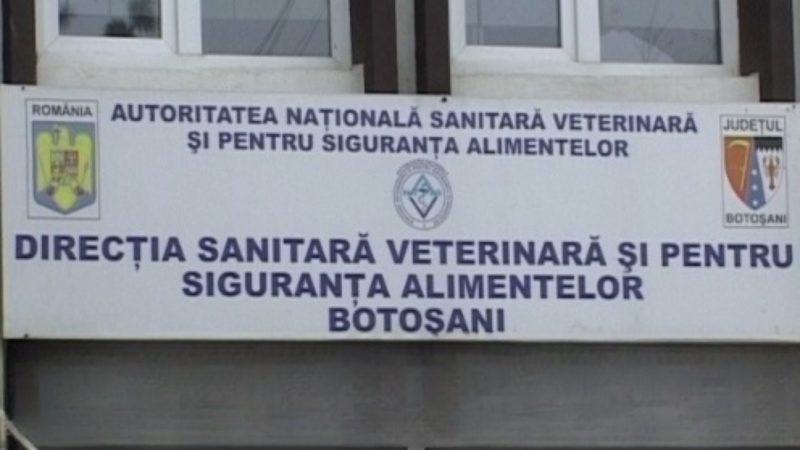 ROMÂNIA
AUTORITATEA NAȚIONALĂ SANITARĂ VETERINARĂ
ȘI PENTRU SIGURANȚA ALIMENTELOR
JUDEȚUL
BOTOȘANI
DIRECȚIA SANITARĂ VETERINARĂ ȘI PENTRU
SIGURANȚA ALIMENTELOR
BOTOȘANI